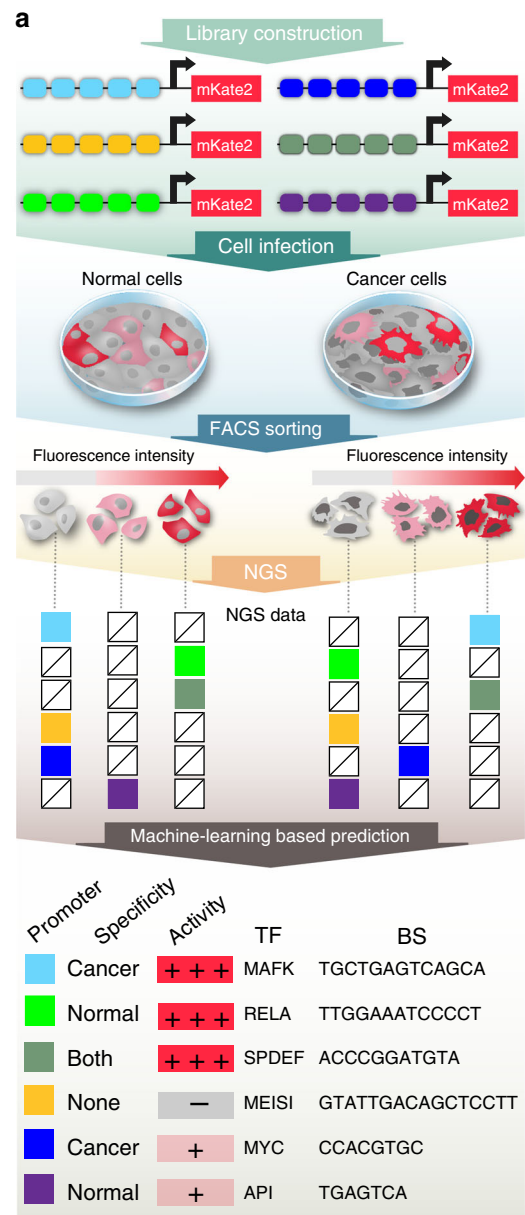 a
Library construction
mKate2 mKate2
mKate2 mKate2
mKate2 mKate2
Cell infection
Normal cells Cancer cells
FACS sorting
Fluorescence intensity Fluorescence intensity
NGS
NGS data
Machine-learning based prediction
Promoter Specificity Activity TF BS
Cancer + + + MAFK TGCTGAGTCAGCA
Normal + + + RELA TTGGAAATCCCCT
Both + + + SPDEF ACCCGGATGTA
None − MEISI GTATTGACAGCTCCTT
Cancer + MYC CCACGTGC
Normal + API TGAGTCA